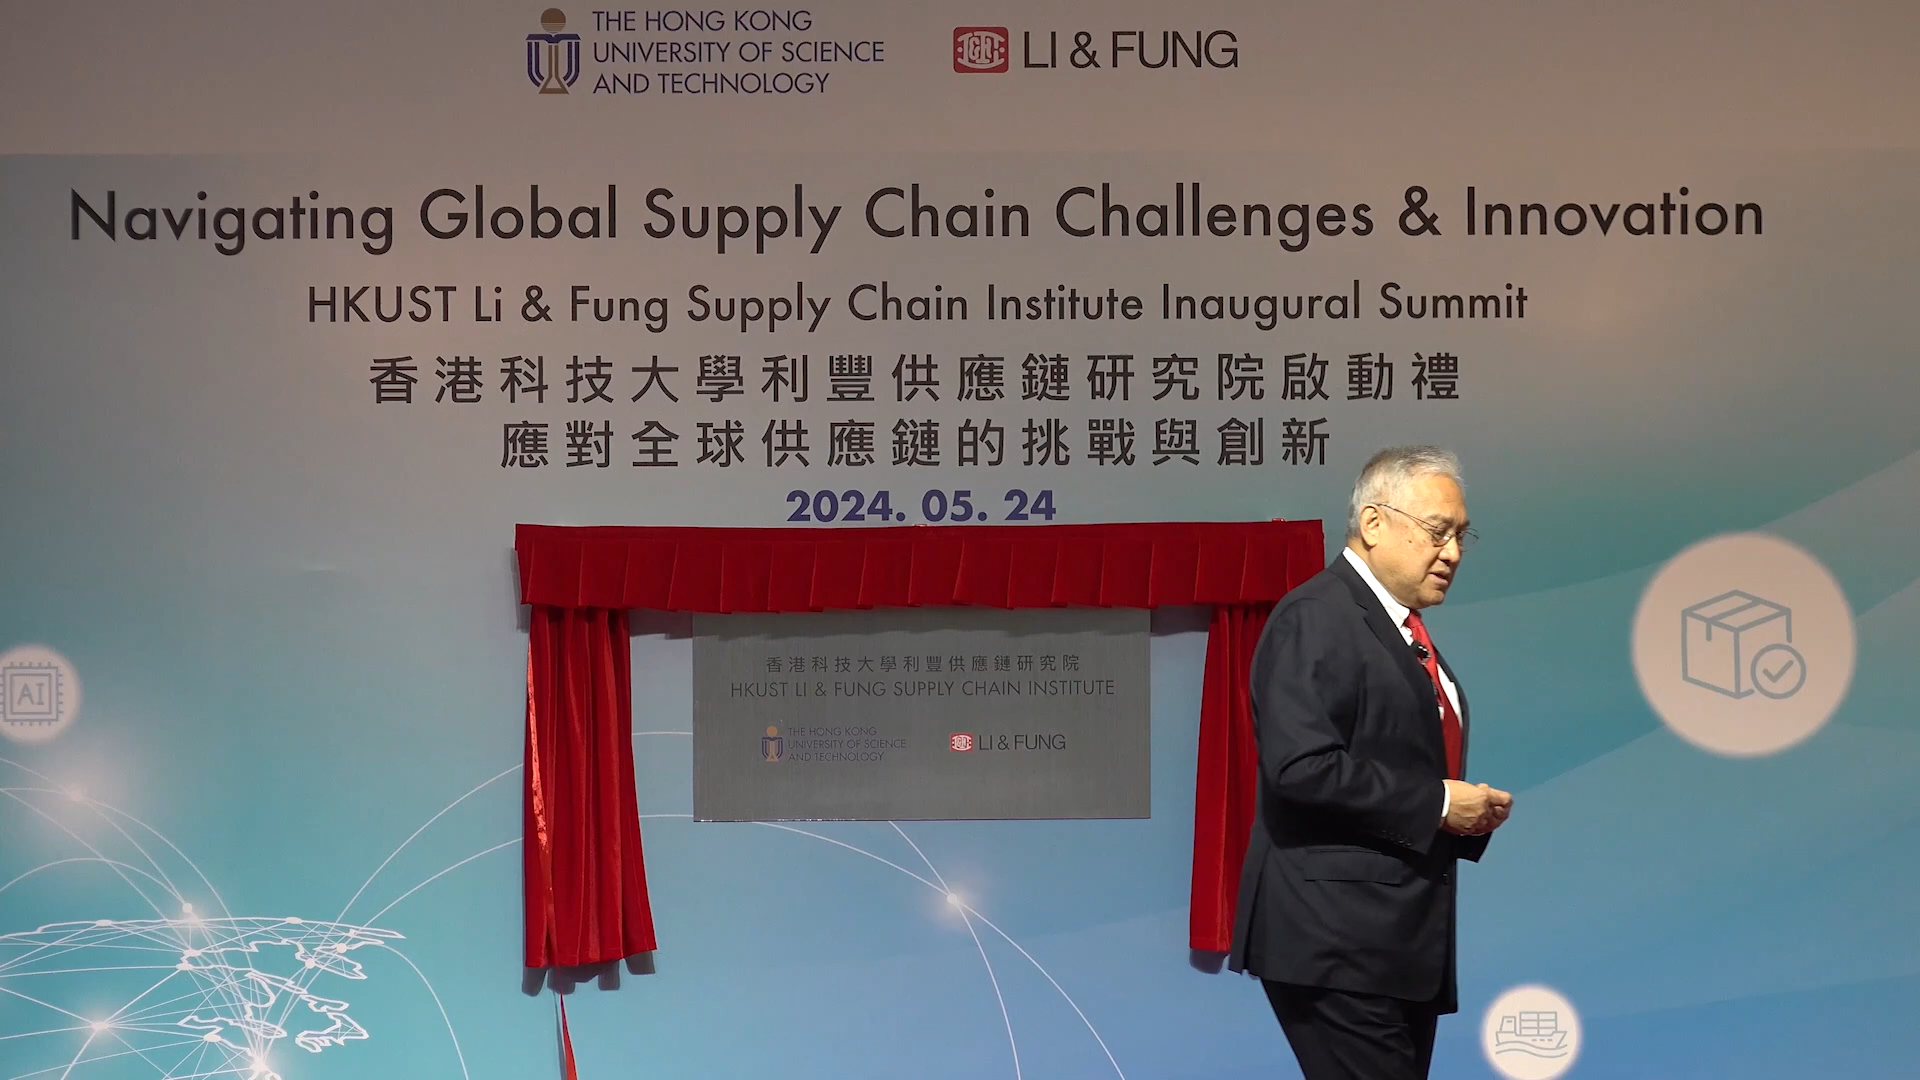 THE HONG KONG
UNIVERSITY OF SCIENCE
AND TECHNOLOGY
LI & FUNG
Navigating Global Supply Chain Challenges & Innovation
HKUST Li & Fung Supply Chain Institute Inaugural Summit
香港科技大學利豐供應鏈研究院啟動禮
應對全球供應鏈的挑戰與創新
2024. 05. 24
香港科技大學利豐供應鏈研究院
HKUST LI & FUNG SUPPLY CHAIN INSTITUTE
THE HONG KONG
UNIVERSITY OF SCIENCE
AND TECHNOLOGY
LI & FUNG
AI